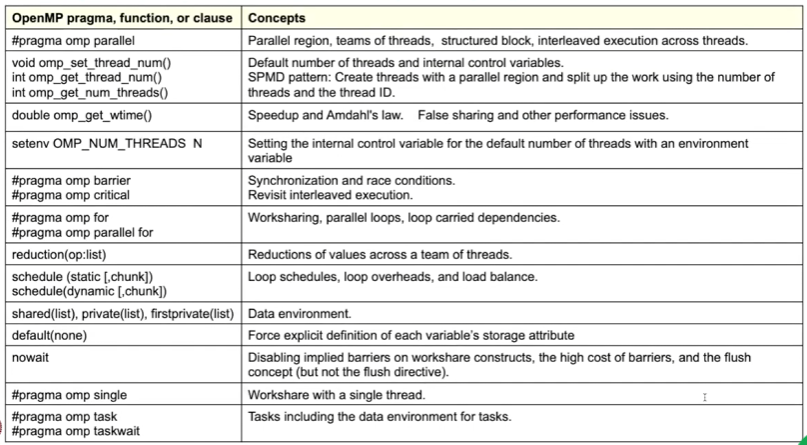 OpenMP pragma, function, or clause
Concepts
#pragma omp parallel
Parallel region, teams of threads, structured block, interleaved execution across threads.
void omp_set_thread_num()
int omp_get_thread_num()
int omp_get_num_threads()
Default number of threads and internal control variables.
SPMD pattern: Create threads with a parallel region and split up the work using the number of
threads and the thread ID.
double omp_get_wtime()
Speedup and Amdahl's law. False sharing and other performance issues.
setenv OMP_NUM_THREADS N
Setting the internal control variable for the default number of threads with an environment
variable
#pragma omp barrier
#pragma omp critical
Synchronization and race conditions.
Revisit interleaved execution.
#pragma omp for
#pragma omp parallel for
Worksharing, parallel loops, loop carried dependencies.
reduction(op:list)
Reductions of values across a team of threads.
schedule (static [,chunk])
schedule(dynamic [,chunk])
Loop schedules, loop overheads, and load balance.
shared(list), private(list), firstprivate(list)
Data environment.
default(none)
Force explicit definition of each variable's storage attribute
nowait
Disabling implied barriers on workshare constructs, the high cost of barriers, and the flush
concept (but not the flush directive).
#pragma omp single
Workshare with a single thread.
#pragma omp task
#pragma omp taskwait
Tasks including the data environment for tasks.